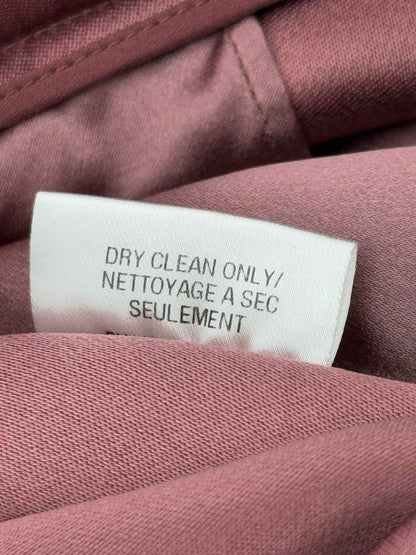 DRY CLEAN ONLY/
NETTOYAGE A SEC
SEULEMENT